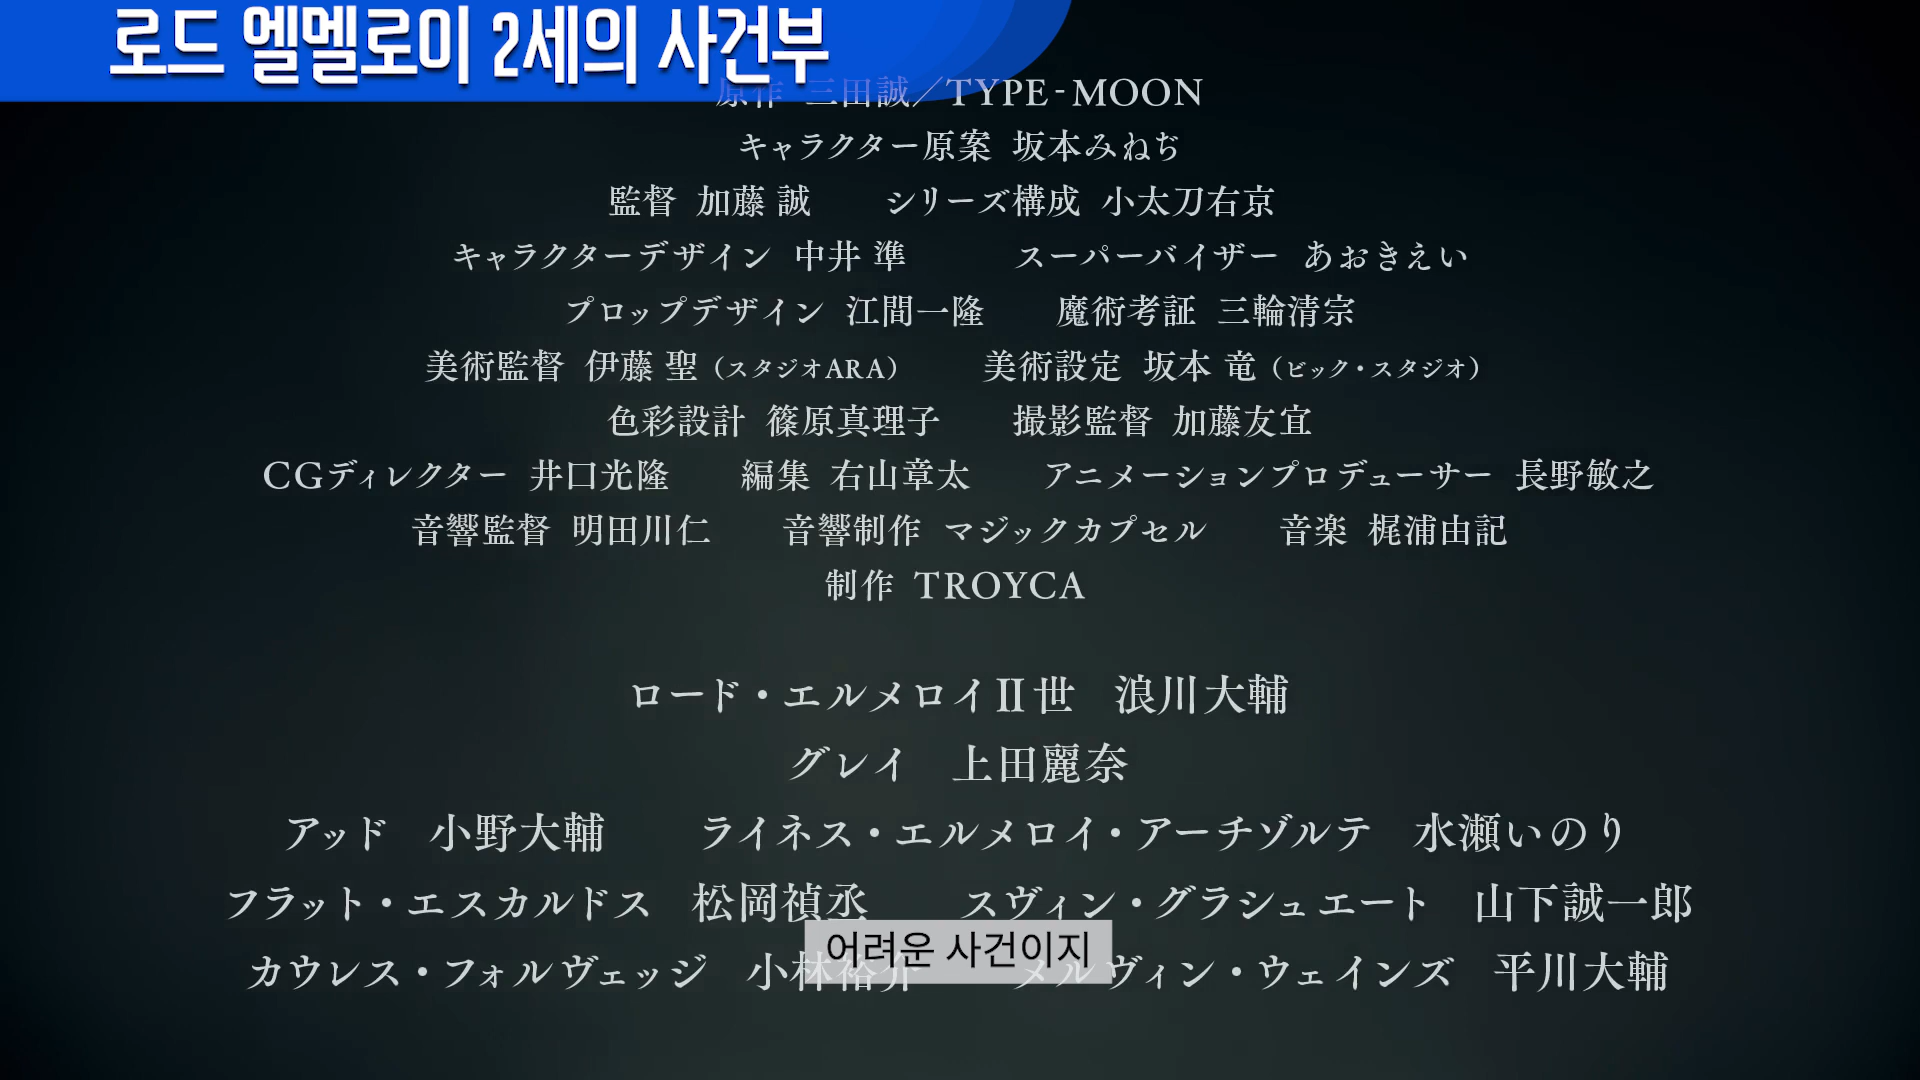 로드 엘멜로이 2세의 사건부
原作 三田誠／TYPE-MOON
キャラクター原案 坂本みねぢ
監督 加藤 誠 シリーズ構成 小太刀右京
キャラクターデザイン 中井 準 スーパーバイザー あおきえい
プロップデザイン 江間一隆 魔術考証 三輪清宗
美術監督 伊藤 聖（スタジオARA） 美術設定 坂本 竜（ビック・スタジオ）
色彩設計 篠原真理子 撮影監督 加藤友宜
CGディレクター 井口光隆 編集 右山章太 アニメーションプロデューサー 長野敏之
音響監督 明田川仁 音響制作 マジックカプセル 音楽 梶浦由記
制作 TROYCA
ロード・エルメロイⅡ世 浪川大輔
グレイ 上田麗奈
アッド 小野大輔 ライネス・エルメロイ・アーチゾルテ 水瀬いのり
フラット・エスカルドス 松岡禎丞 スヴィン・グラシュエート 山下誠一郎
어려운 사건이지
カウレス・フォルヴェッジ 小林裕介 メルヴィン・ウェインズ 平川大輔